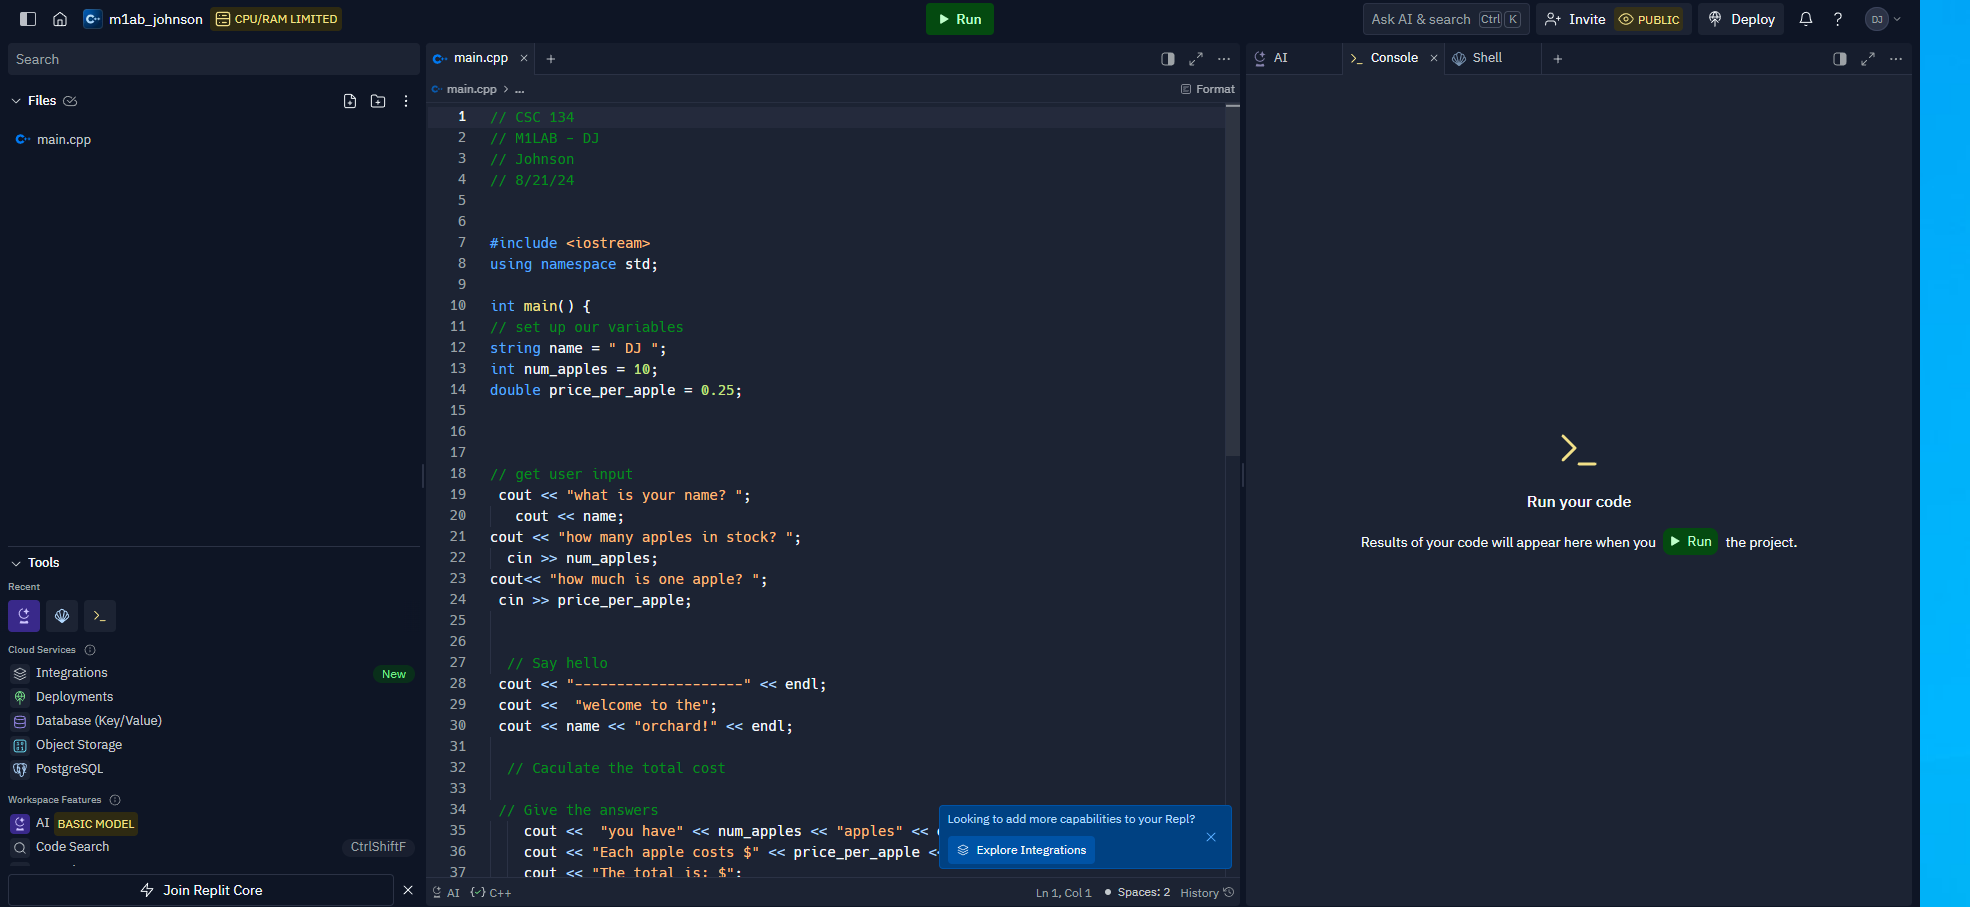 m1ab_johnson CPU/RAM LIMITED Run Ask AI & search Ctrl K Invite PUBLIC Deploy ? DJ
Search
Files
main.cpp
Tools
Recent
Cloud Services
Integrations New
Deployments
Database (Key/Value)
Object Storage
PostgreSQL
Workspace Features
AI BASIC MODEL
Code Search CtrlShiftF
Join Replit Core
main.cpp
main.cpp > ... Format
1 // CSC 134
2 // M1LAB - DJ
3 // Johnson
4 // 8/21/24
5
6
7 #include <iostream>
8 using namespace std;
9
10 int main() {
11 // set up our variables
12 string name = " DJ ";
13 int num_apples = 10;
14 double price_per_apple = 0.25;
15
16
17
18 // get user input
19 cout << "what is your name? ";
20 cout << name;
21 cout << "how many apples in stock? ";
22 cin >> num_apples;
23 cout<< "how much is one apple? ";
24 cin >> price_per_apple;
25
26
27 // Say hello
28 cout << "--------------------" << endl;
29 cout <<  "welcome to the";
30 cout << name << "orchard!" << endl;
31
32 // Caculate the total cost
33
34 // Give the answers
35 cout <<  "you have" << num_apples << "apples" <<
36 cout << "Each apple costs $" << price_per_apple <
37 cout << "The total is: $";
Looking to add more capabilities to your Repl?
Explore Integrations
AI C++ Ln 1, Col 1 Spaces: 2 History
AI Console Shell
Run your code
Results of your code will appear here when you Run the project.